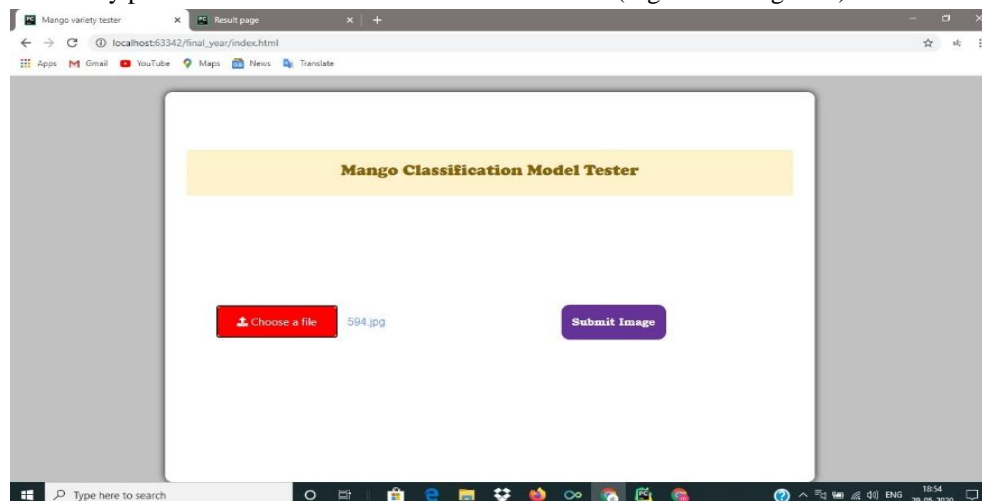 Mango variety tester
Result page
localhost:63342/final_year/index.html
Apps Gmail YouTube Maps News Translate
Mango Classification Model Tester
Choose a file 594.jpg Submit Image
Type here to search
ENG 18:54